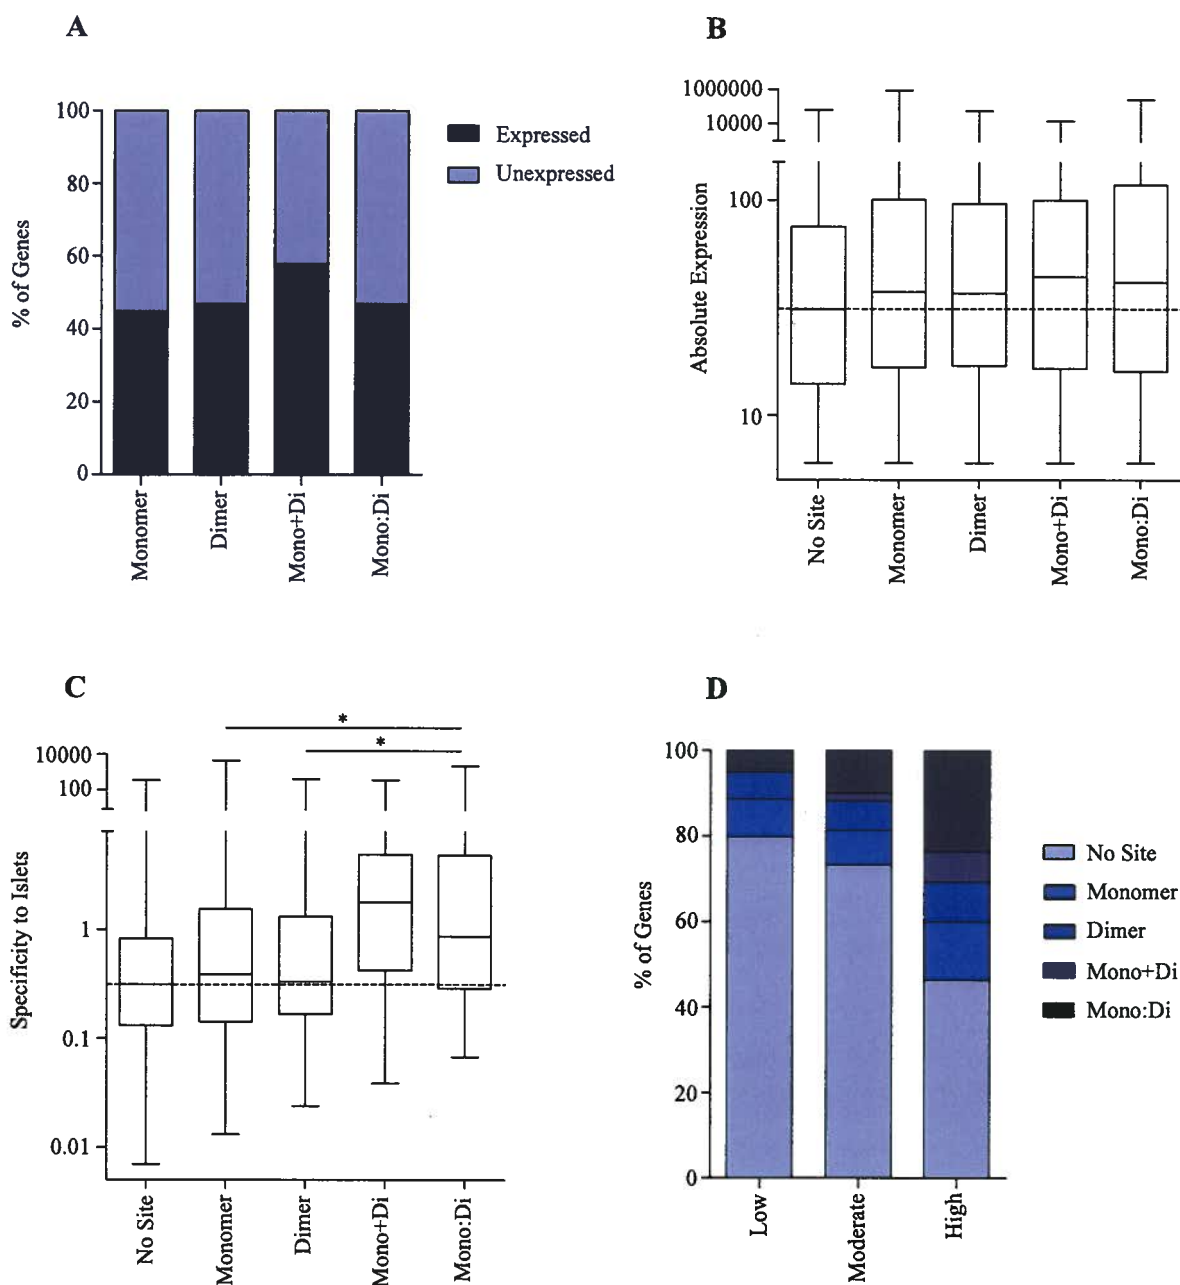 A
% of Genes
100
80
60
40
20
0
Monomer
Dimer
Mono+Di
Mono:Di
Expressed
Unexpressed
B
Absolute Expression
1000000
10000
100
10
No Site
Monomer
Dimer
Mono+Di
Mono:Di
C
Specificity to Islets
10000
100
1
0.1
0.01
*
*
No Site
Monomer
Dimer
Mono+Di
Mono:Di
D
% of Genes
100
80
60
40
20
0
Low
Moderate
High
No Site
Monomer
Dimer
Mono+Di
Mono:Di